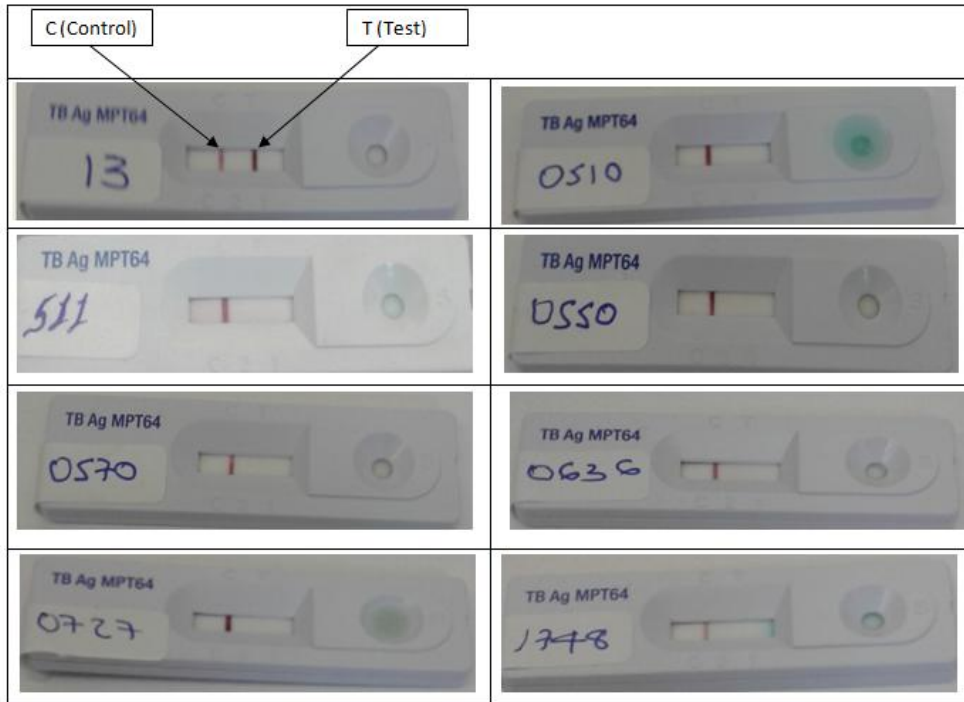 C (Control)
T (Test)
TB Ag MPT64
13
TB Ag MPT64
0510
TB Ag MPT64
511
TB Ag MPT64
0550
TB Ag MPT64
0570
TB Ag MPT64
0636
TB Ag MPT64
0727
TB Ag MPT64
1748